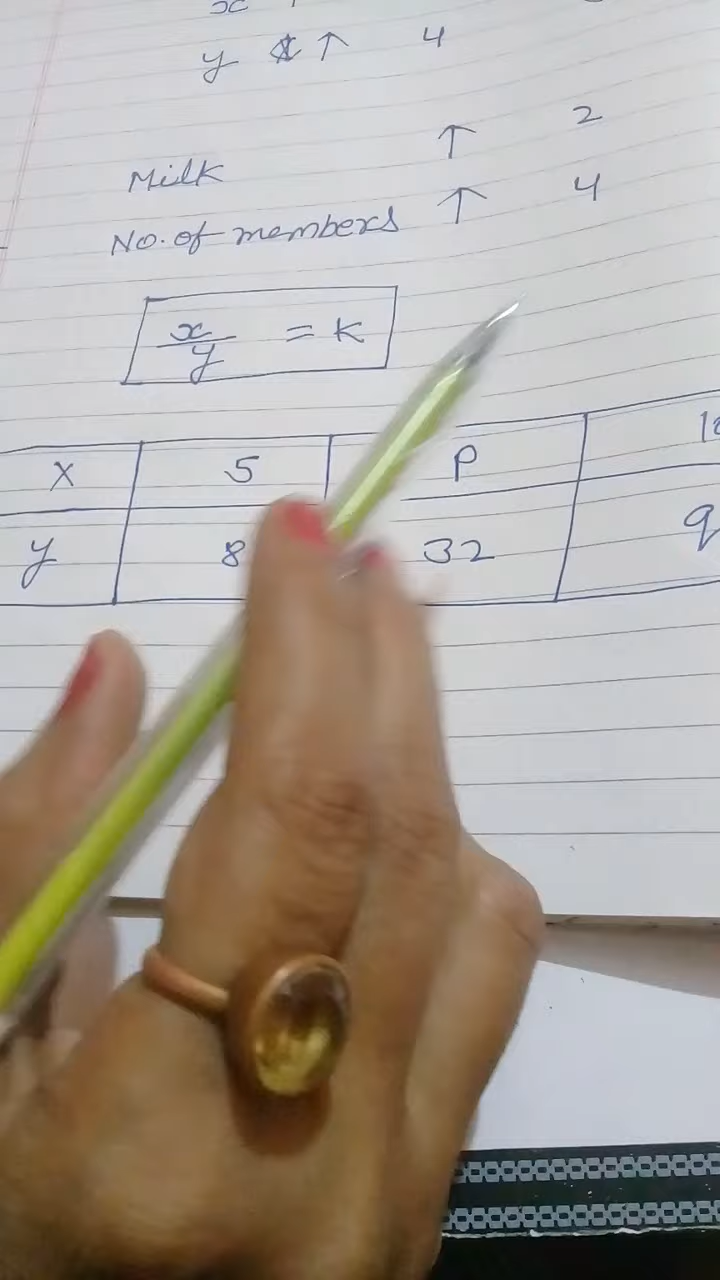 x
y ↑ 4
Milk ↑ 2
No. of members ↑ 4
x/y = K
X 5 P
y 8 32 q